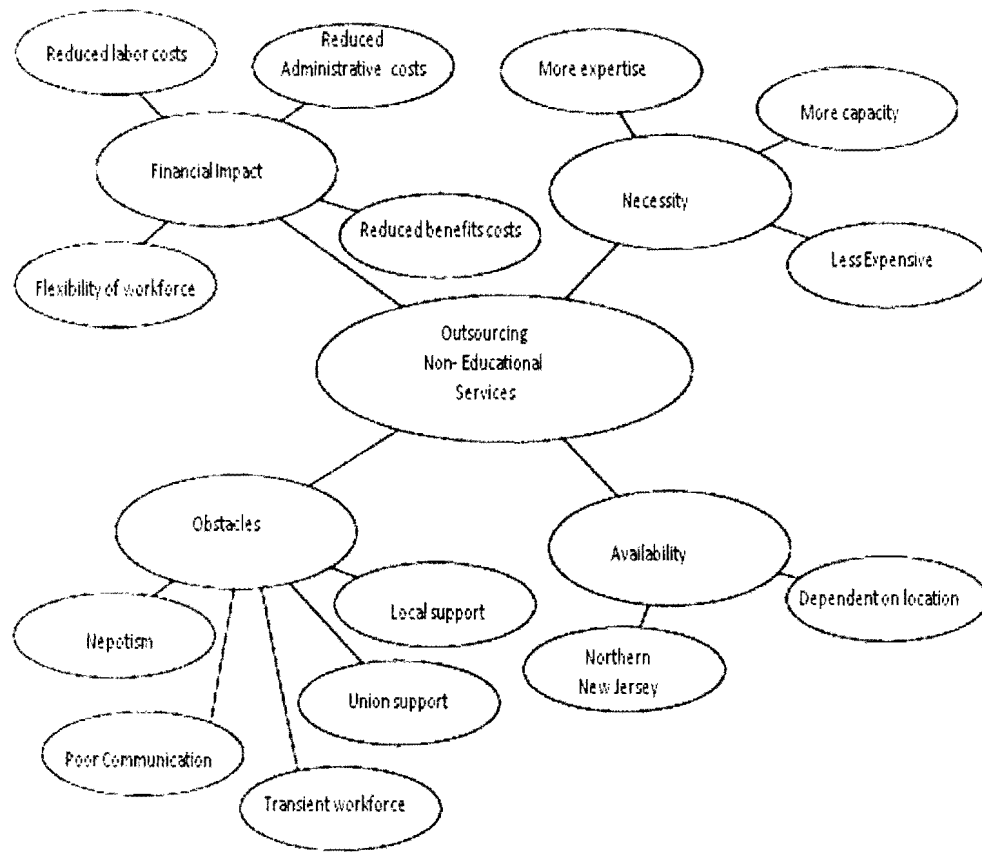 Reduced labor costs
Reduced
Administrative costs
More expertise
More capacity
Financial Impact
Necessity
Reduced benefits costs
Less Expensive
Flexibility of workforce
Outsourcing
Non- Educational
Services
Obstacles
Availability
Dependent on location
Local support
Nepotism
Northern
New Jersey
Union support
Poor Communication
Transient workforce